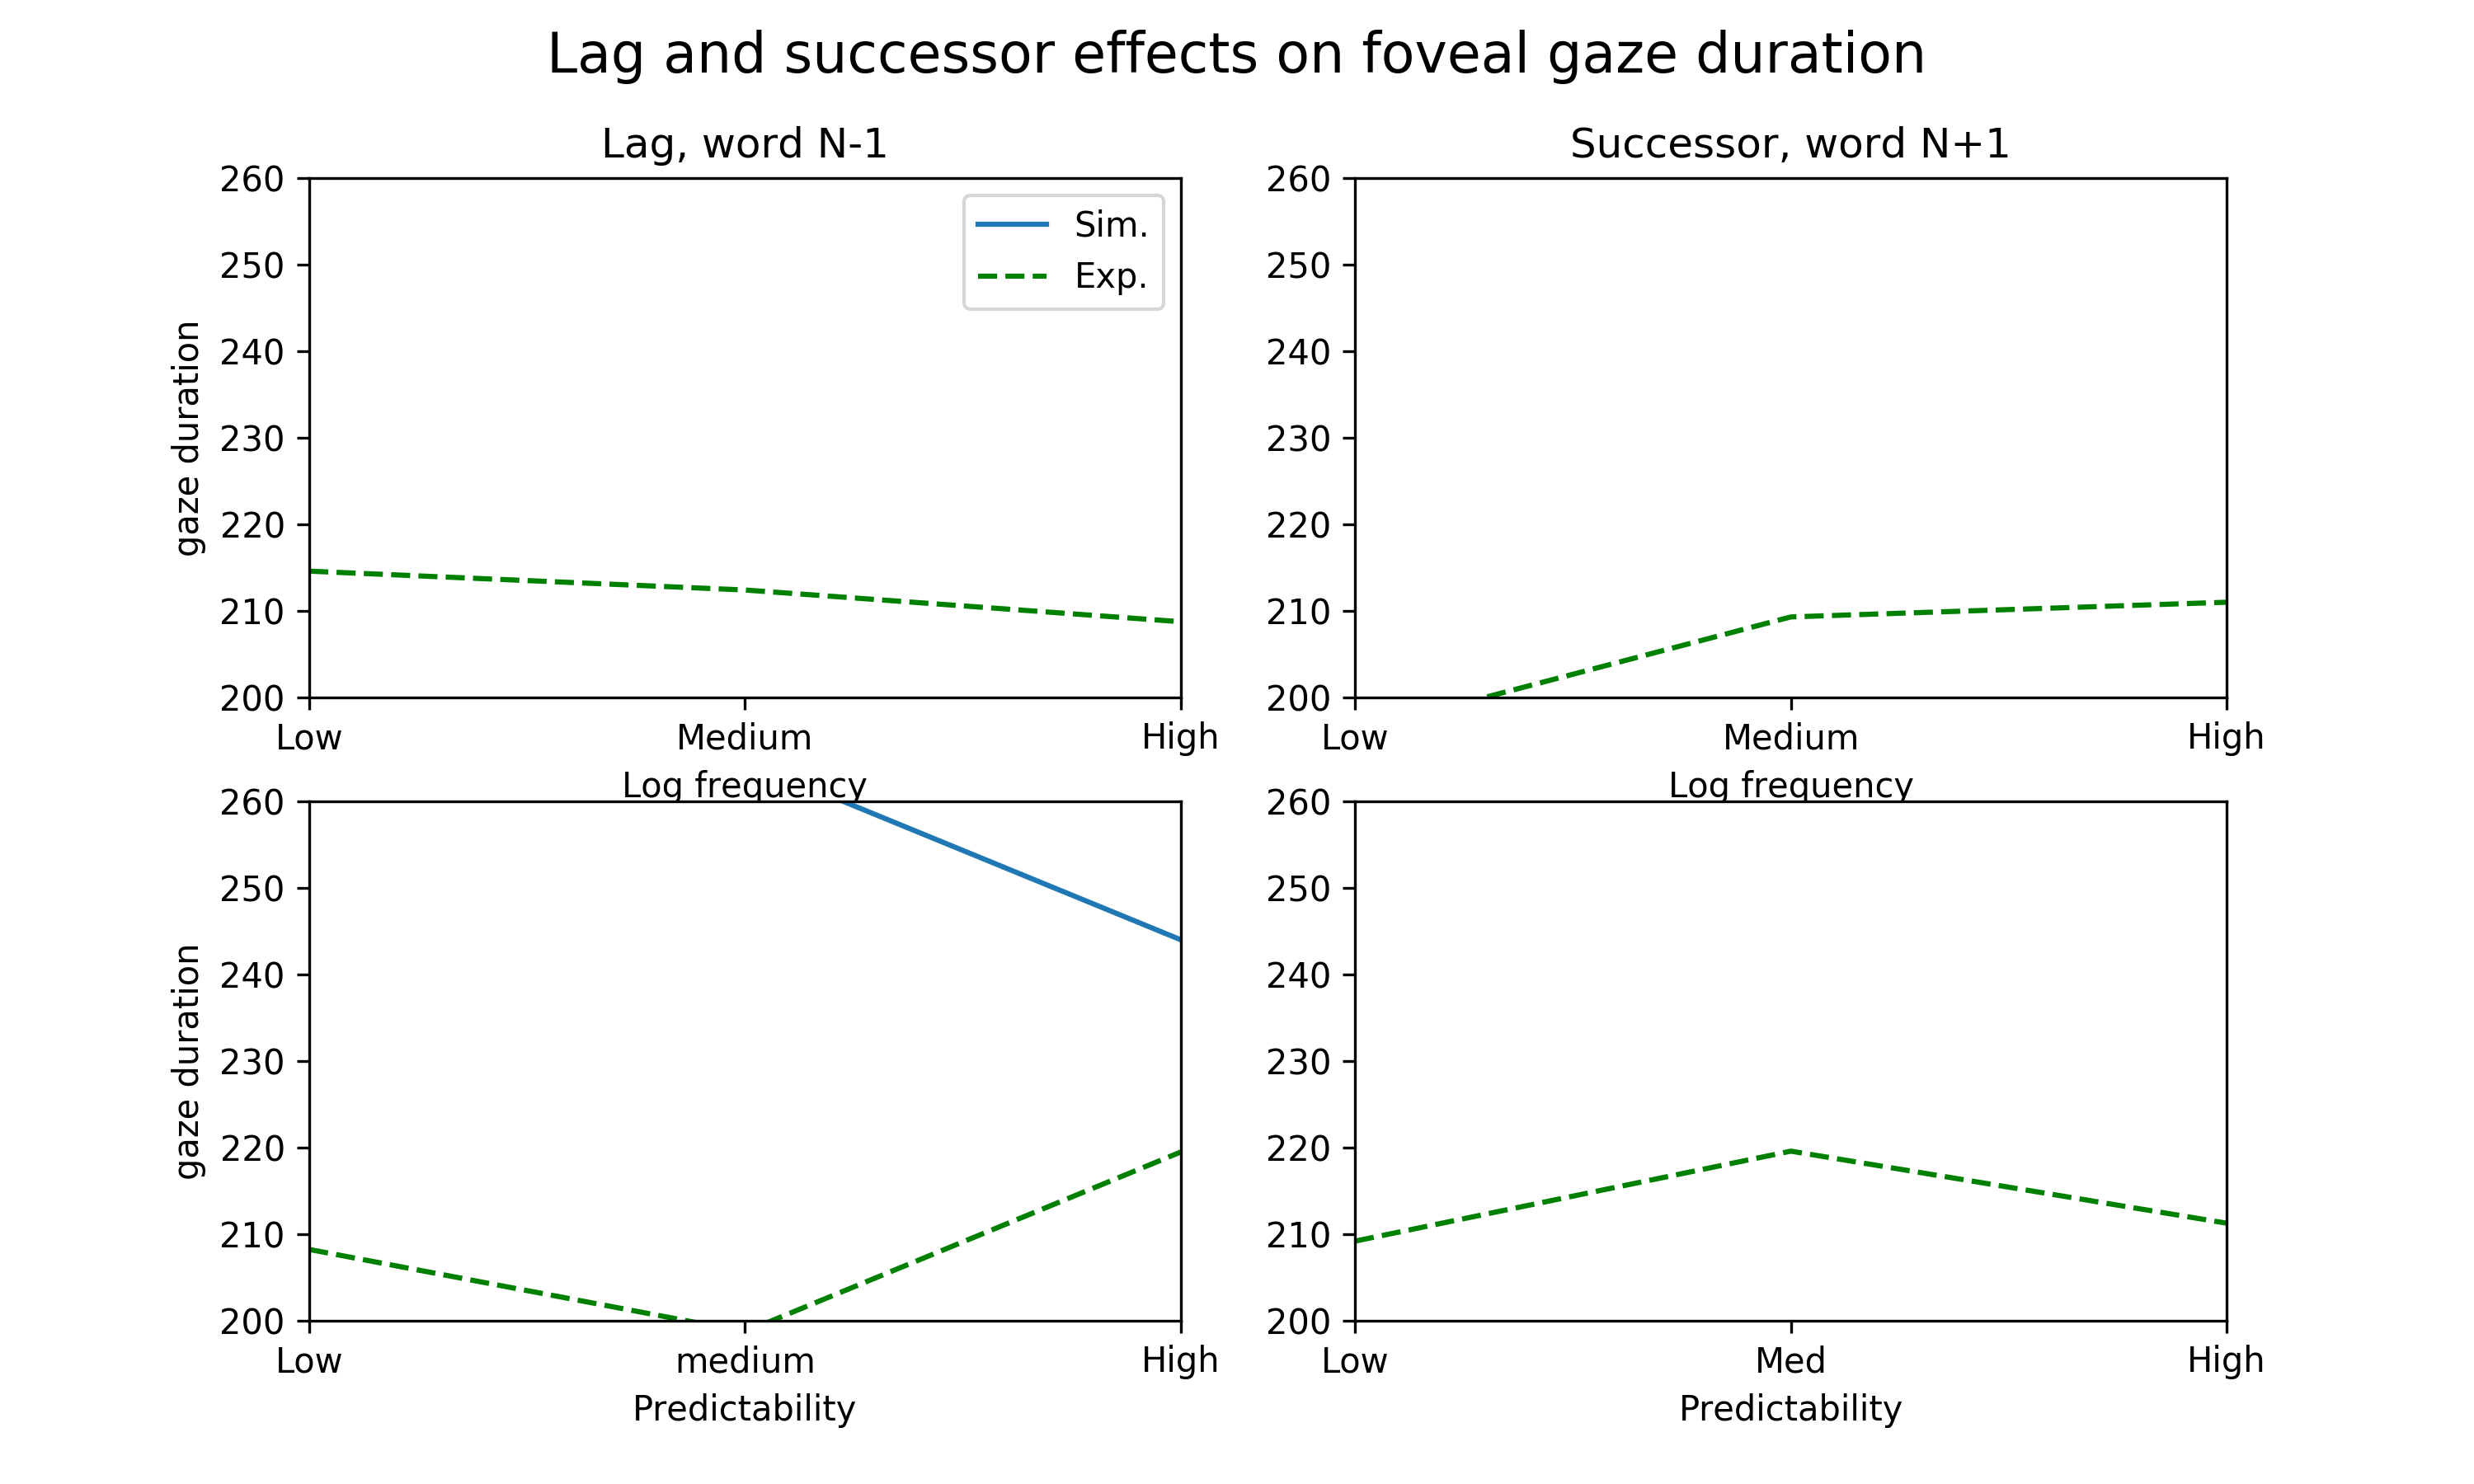 Lag and successor effects on foveal gaze duration
Lag, word N-1
260
250
240
230
220
210
200
gaze duration
Sim.
Exp.
Low
Medium
High
Log frequency
Successor, word N+1
260
250
240
230
220
210
200
Low
Medium
High
Log frequency
260
250
240
230
220
210
200
gaze duration
Low
medium
High
Predictability
260
250
240
230
220
210
200
Low
Med
High
Predictability